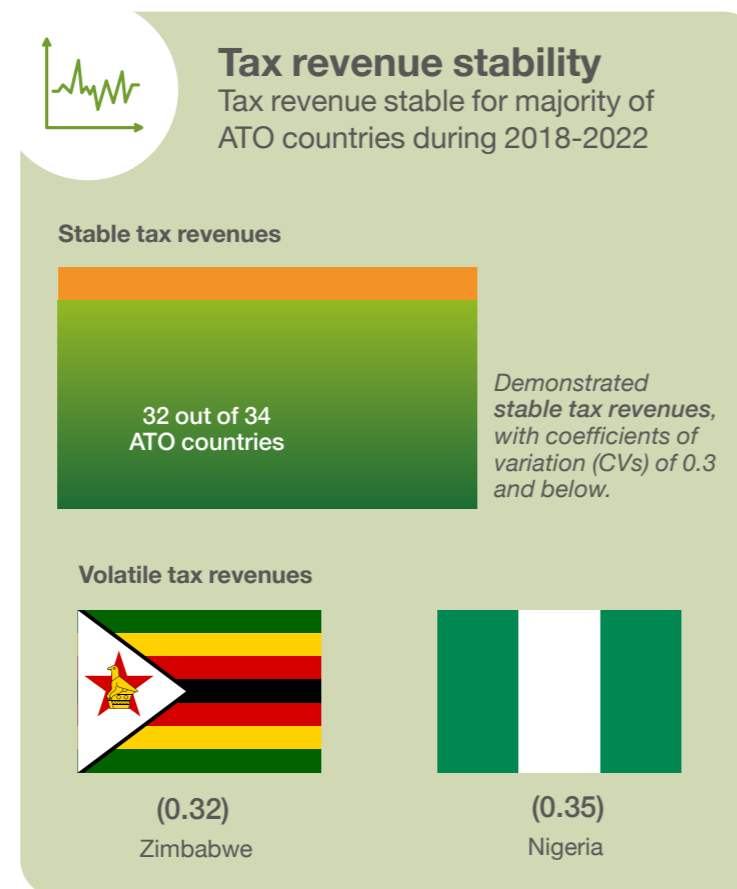 Tax revenue stability
Tax revenue stable for majority of
ATO countries during 2018-2022
Stable tax revenues
32 out of 34
ATO countries
Demonstrated
stable tax revenues,
with coefficients of
variation (CVs) of 0.3
and below.
Volatile tax revenues
(0.32)
Zimbabwe
(0.35)
Nigeria